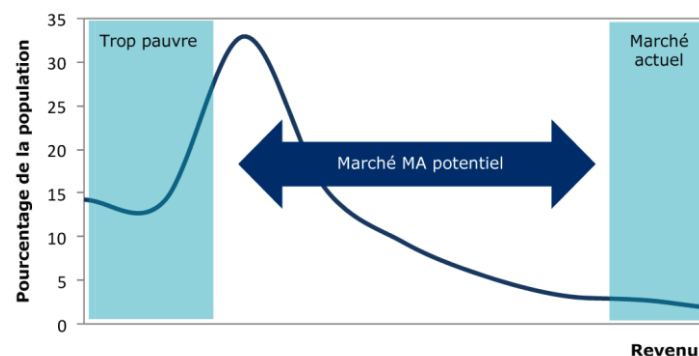 Pourcentage de la population
35
30
25
20
15
10
5
0
Trop pauvre
Marché MA potentiel
Marché
actuel
Revenu